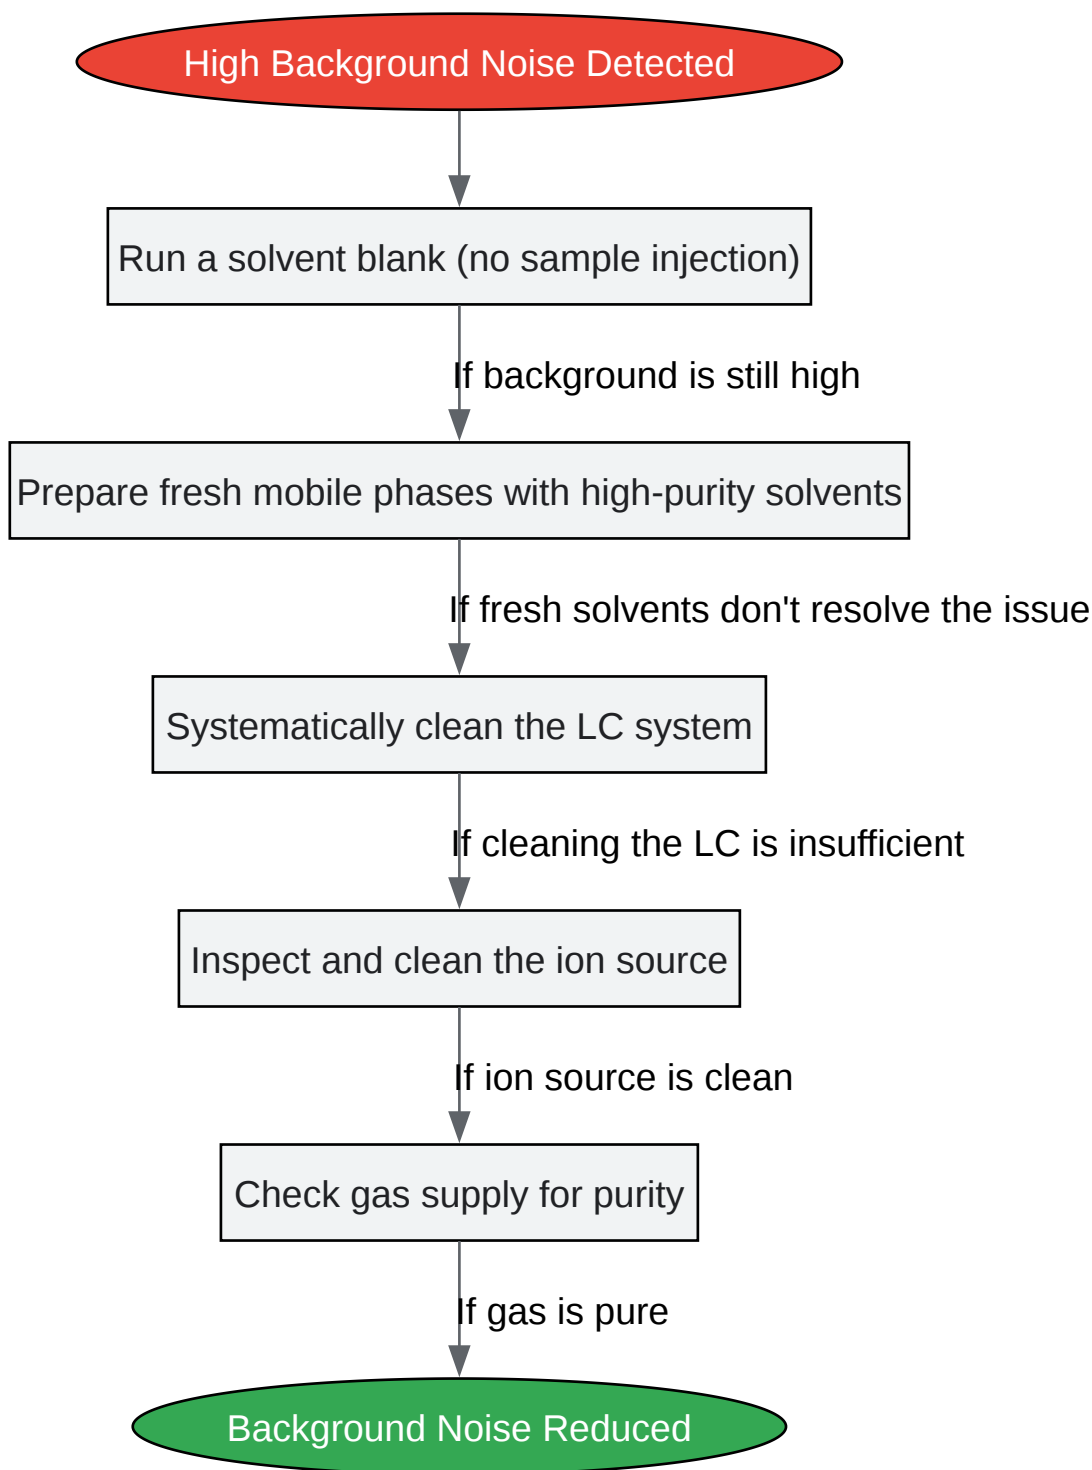 High Background Noise Detected
Run a solvent blank (no sample injection)
If background is still high
Prepare fresh mobile phases with high-purity solvents
If fresh solvents don't resolve the issue
Systematically clean the LC system
If cleaning the LC is insufficient
Inspect and clean the ion source
If ion source is clean
Check gas supply for purity
If gas is pure
Background Noise Reduced